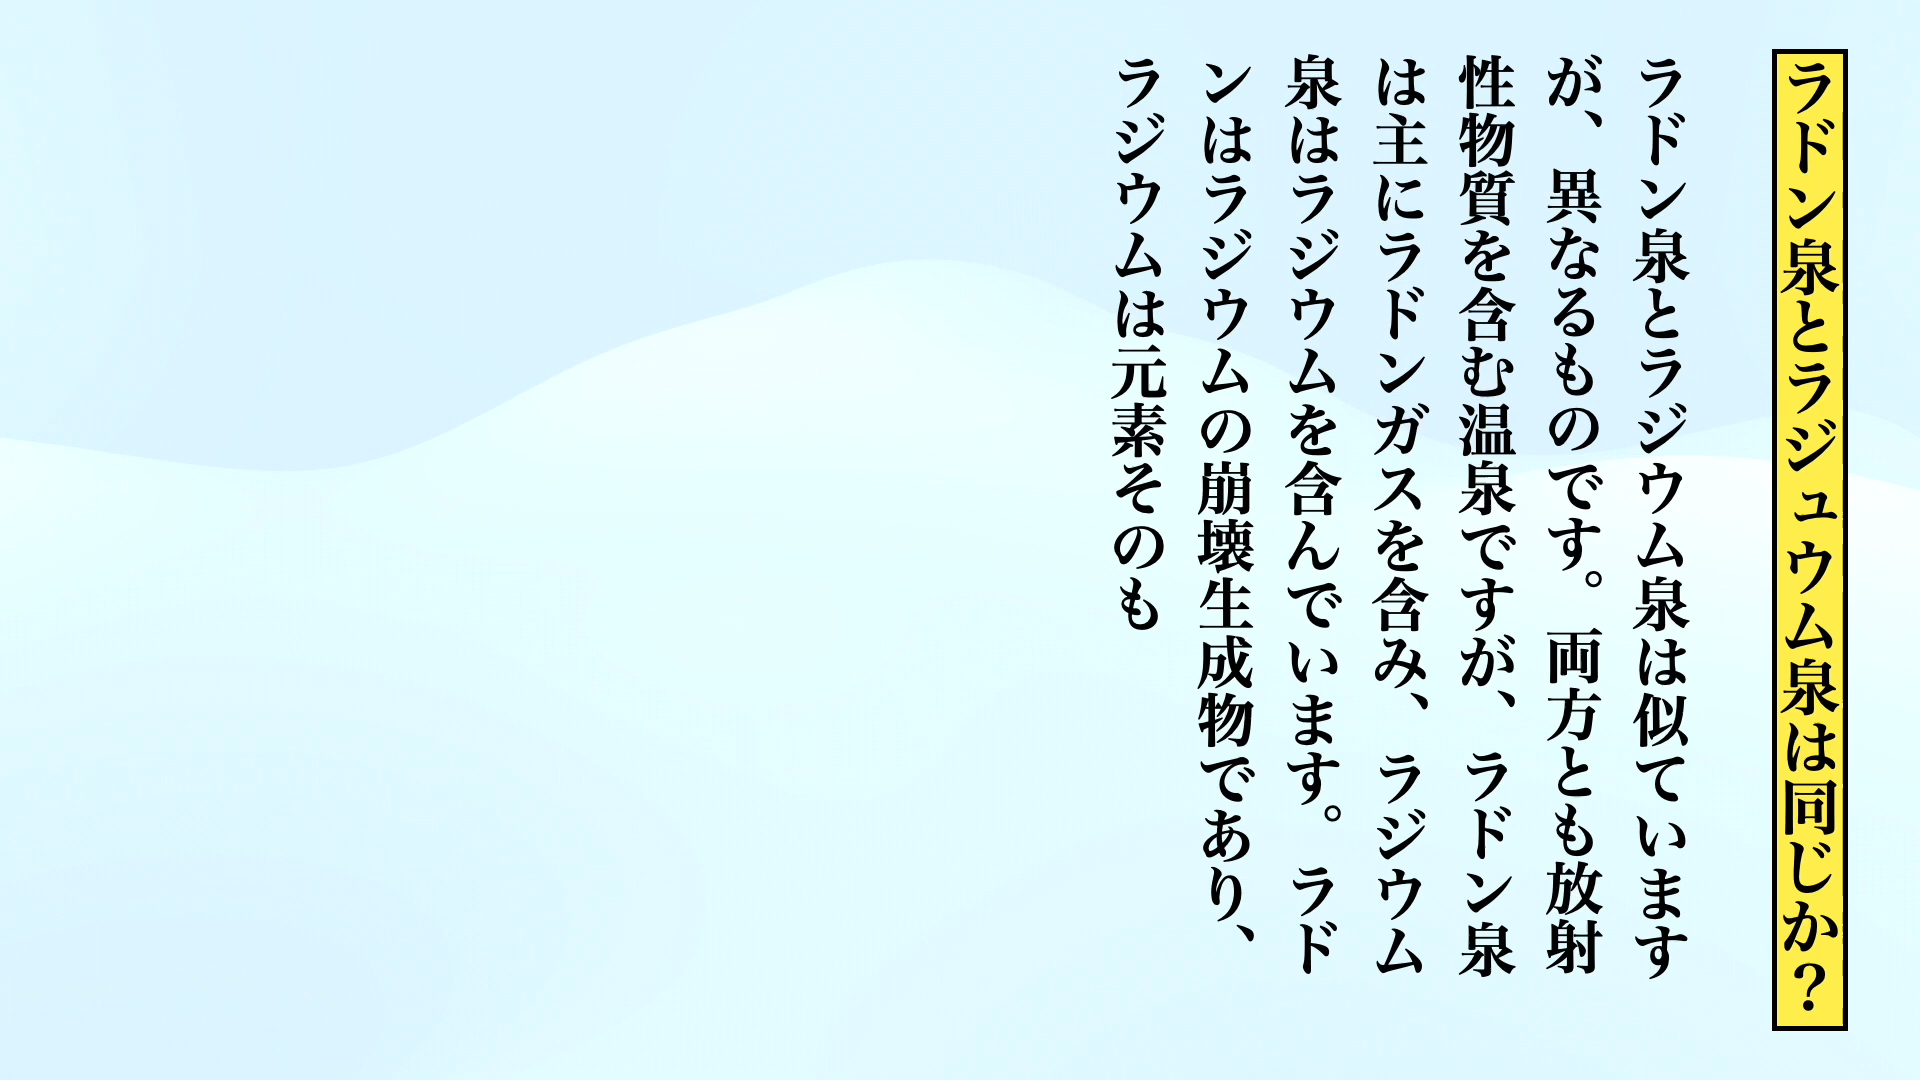 ラドン泉とラジュウム泉は同じか？
ラドン泉とラジウム泉は似ています
が、異なるものです。両方とも放射
性物質を含む温泉ですが、ラドン泉
は主にラドンガスを含み、ラジウム
泉はラジウムを含んでいます。ラド
ンはラジウムの崩壊生成物であり、
ラジウムは元素そのも